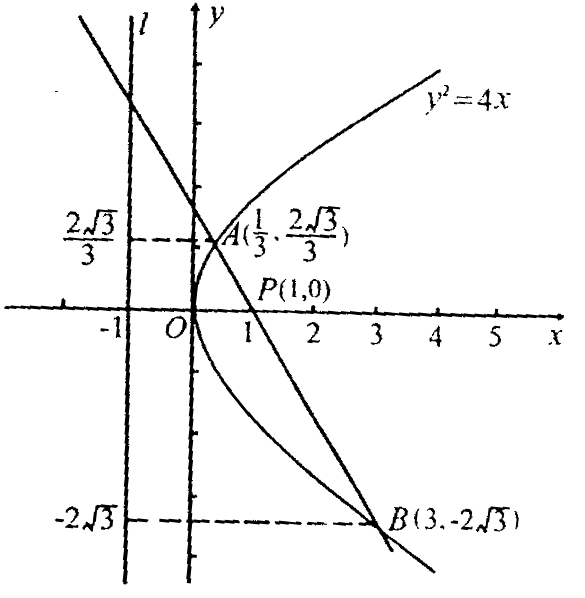 l
y
y²=4x
2√3/3
A(1/3, 2√3/3)
P(1,0)
-1 O 1 2 3 4 5 x
-2√3
B(3,-2√3)